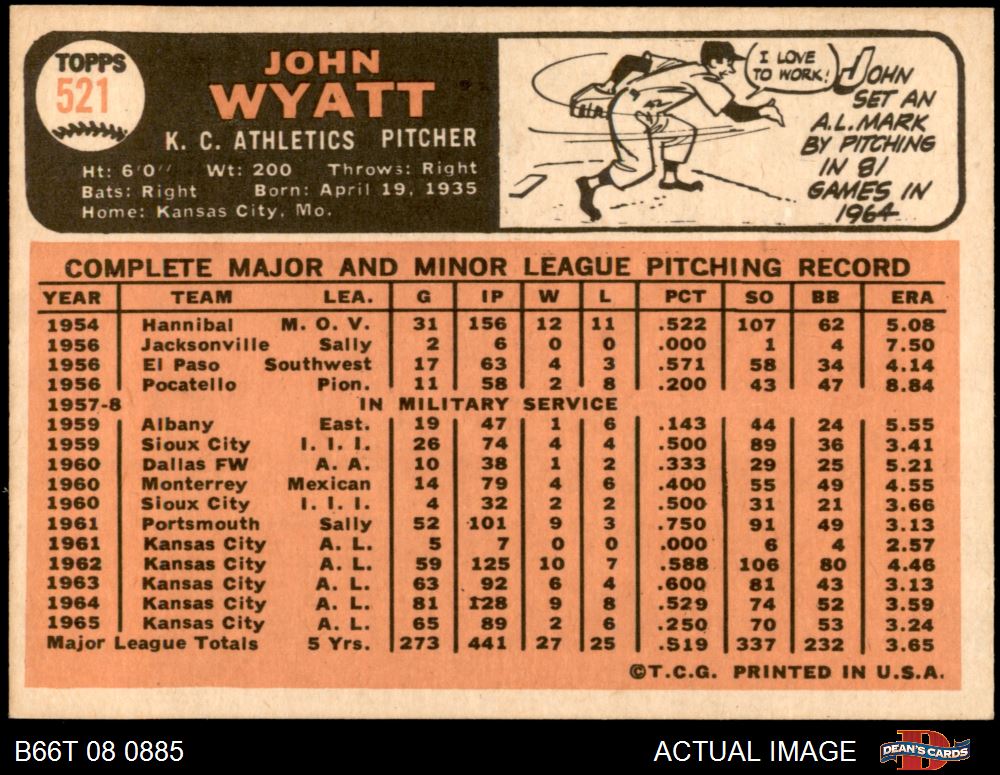 TOPPS
521
JOHN
WYATT
K. C. ATHLETICS PITCHER
Ht: 6'0" Wt: 200 Throws: Right
Bats: Right Born: April 19, 1935
Home: Kansas City, Mo.
I LOVE
TO WORK!
42
JOHN
SET AN
A.L. MARK
BY PITCHING
IN 81
GAMES IN
1964
COMPLETE MAJOR AND MINOR LEAGUE PITCHING RECORD
YEAR TEAM LEA. G IP W L PCT SO BB ERA
1954 Hannibal M. O. V. 31 156 12 11 .522 107 62 5.08
1956 Jacksonville Sally 2 6 0 0 .000 1 4 7.50
1956 El Paso Southwest 17 63 4 3 .571 58 34 4.14
1956 Pocatello Pion. 11 58 2 8 .200 43 47 8.84
1957-8 IN MILITARY SERVICE
1959 Albany East. 19 47 1 6 .143 44 24 5.55
1959 Sioux City I. I. I. 26 74 4 4 .500 89 36 3.41
1960 Dallas FW A. A. 10 38 1 2 .333 29 25 5.21
1960 Monterrey Mexican 14 79 4 6 .400 55 49 4.55
1960 Sioux City I. I. I. 4 32 2 2 .500 31 21 3.66
1961 Portsmouth Sally 52 101 9 3 .750 91 49 3.13
1961 Kansas City A. L. 5 7 0 0 .000 6 4 2.57
1962 Kansas City A. L. 59 125 10 7 .588 106 80 4.46
1963 Kansas City A. L. 63 92 6 4 .600 81 43 3.13
1964 Kansas City A. L. 81 128 9 8 .529 74 52 3.59
1965 Kansas City A. L. 65 89 2 6 .250 70 53 3.24
Major League Totals 5 Yrs. 273 441 27 25 .519 337 232 3.65
©T.C.G. PRINTED IN U.S.A.
B66T 08 0885 ACTUAL IMAGE DEAN'S CARDS